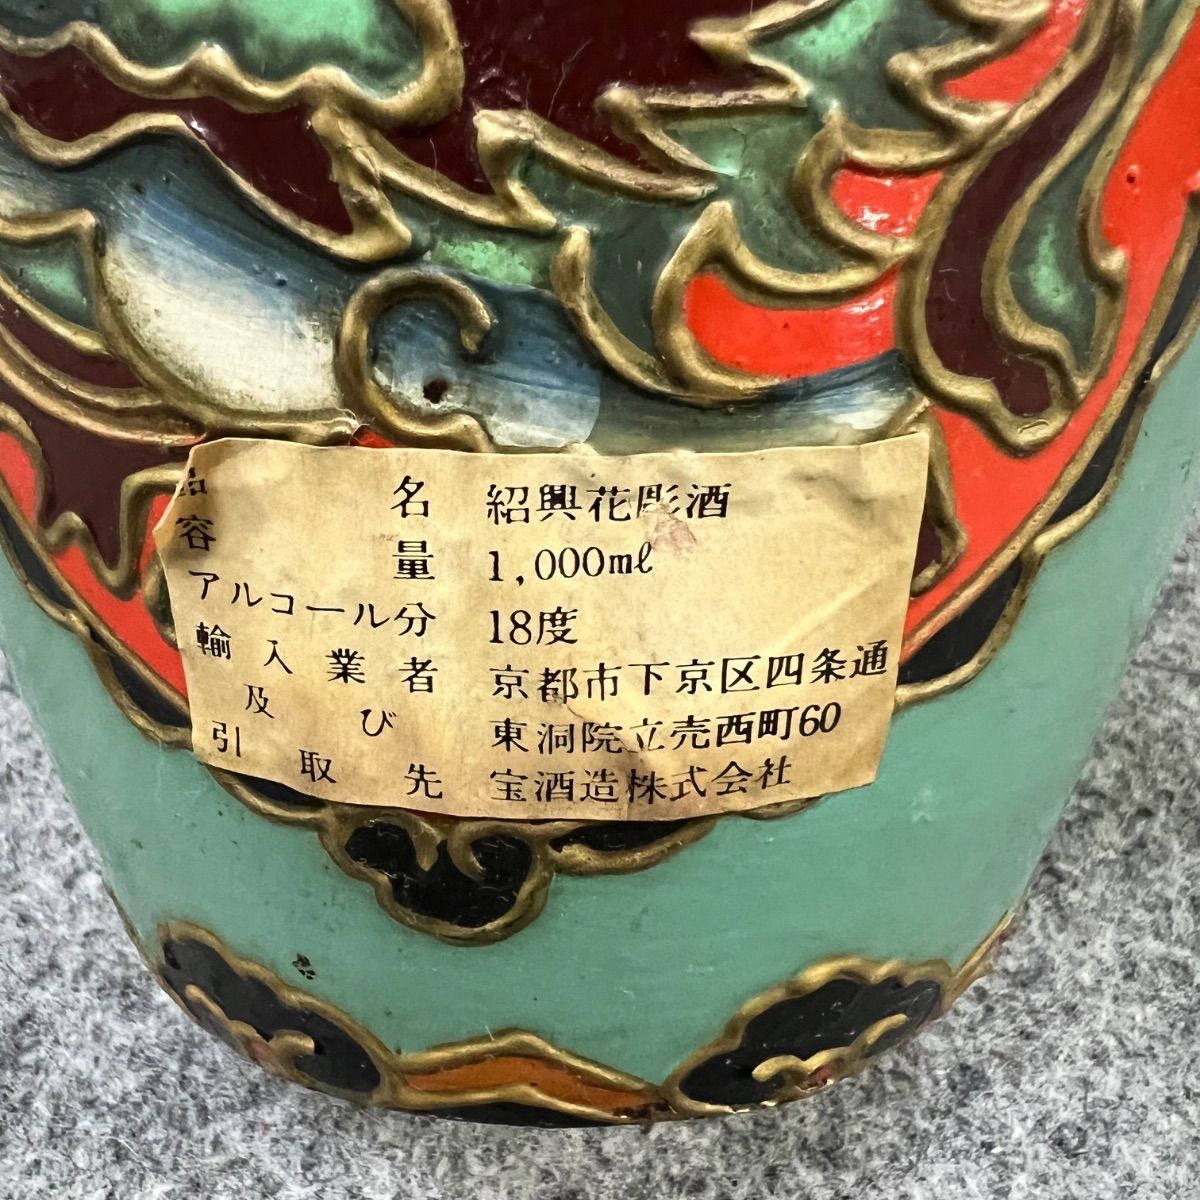 品名 紹興花彫酒
容量 1,000mℓ
アルコール分 18度
輸入業者 京都市下京区四条通
及び 東洞院立売西町60
引取先 宝酒造株式会社